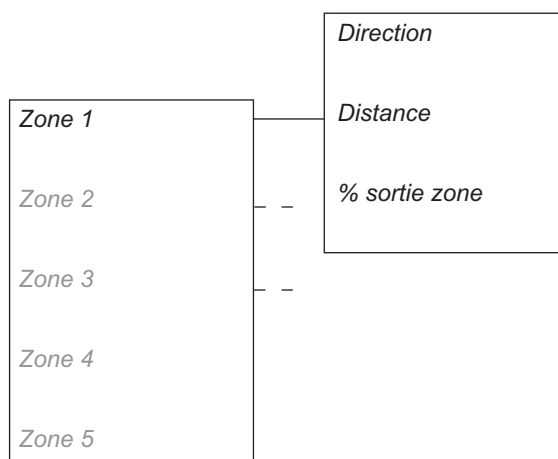 Zone 1
Zone 2
Zone 3
Zone 4
Zone 5
Direction
Distance
% sortie zone